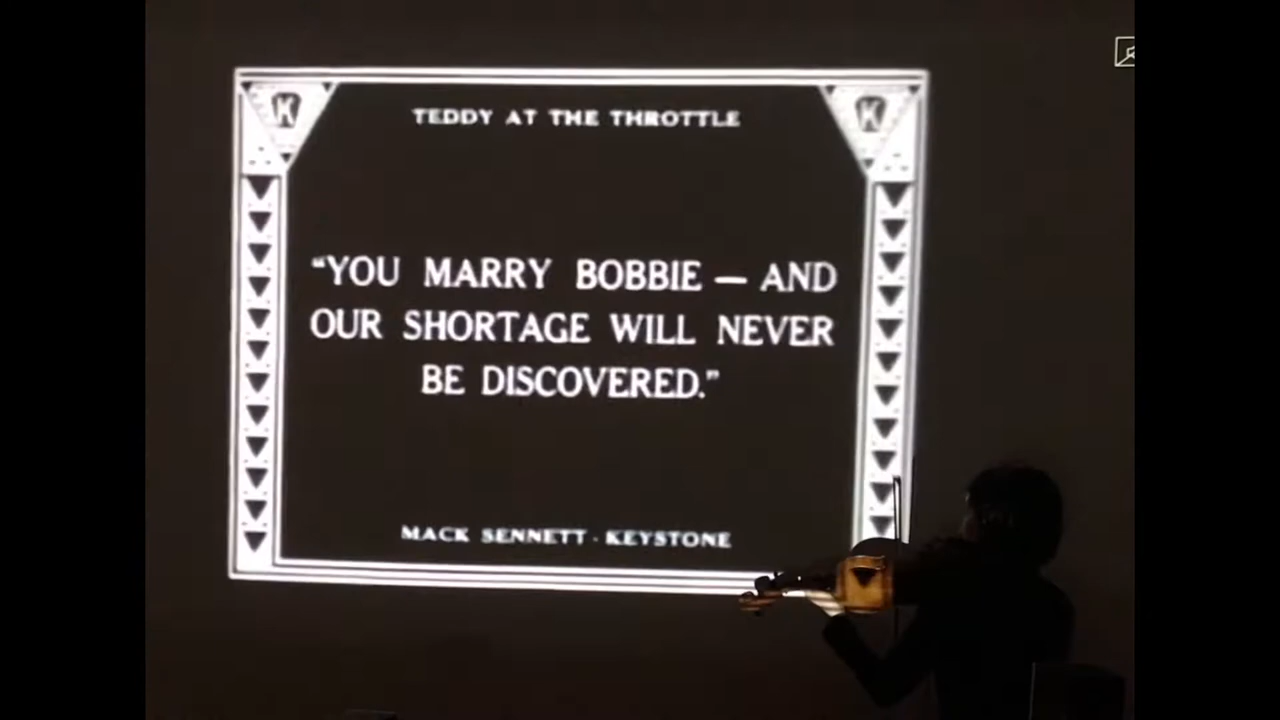 K K
TEDDY AT THE THROTTLE
“YOU MARRY BOBBIE — AND
OUR SHORTAGE WILL NEVER
BE DISCOVERED.”
MACK SENNETT · KEYSTONE